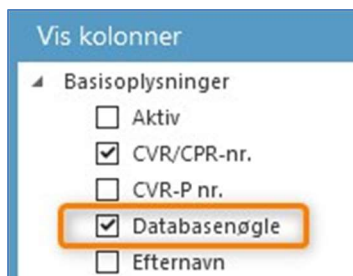 Vis kolonner
Basisoplysninger
Aktiv
CVR/CPR-nr.
CVR-P nr.
Databasenøgle
Efternavn